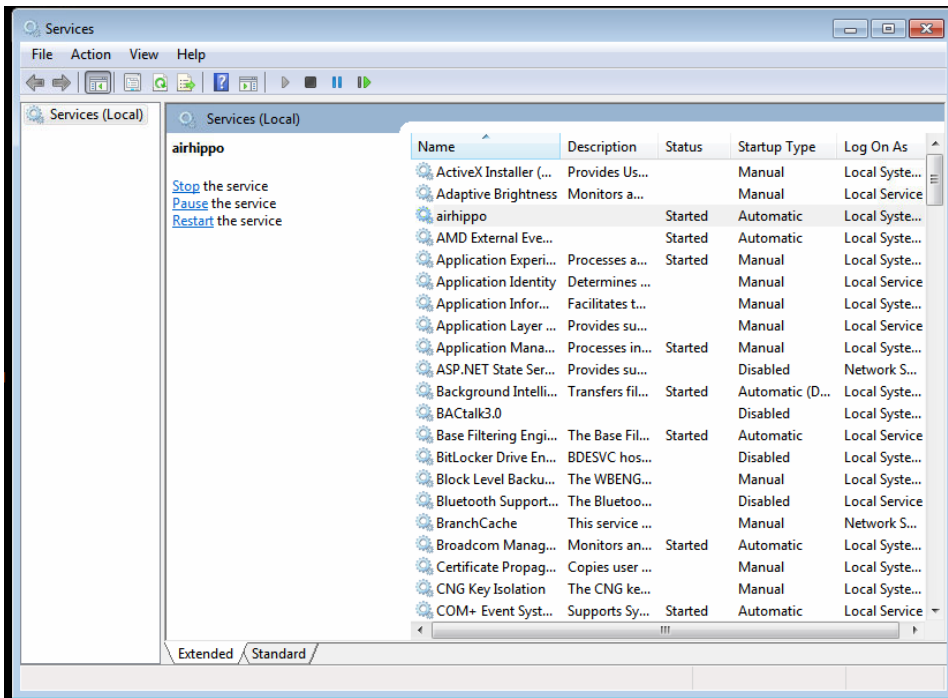 Services
File Action View Help
Services (Local)
Services (Local)
airhippo
Stop the service
Pause the service
Restart the service
Name Description Status Startup Type Log On As
ActiveX Installer (... Provides Us... Manual Local Syste...
Adaptive Brightness Monitors a... Manual Local Service
airhippo Started Automatic Local Syste...
AMD External Eve... Started Automatic Local Syste...
Application Experi... Processes a... Started Manual Local Syste...
Application Identity Determines ... Manual Local Service
Application Infor... Facilitates t... Manual Local Syste...
Application Layer ... Provides su... Manual Local Service
Application Mana... Processes in... Started Manual Local Syste...
ASP.NET State Ser... Provides su... Disabled Network S...
Background Intelli... Transfers fil... Started Automatic (D... Local Syste...
BACtalk3.0 Disabled Local Syste...
Base Filtering Engi... The Base Fil... Started Automatic Local Service
BitLocker Drive En... BDESVC hos... Disabled Local Syste...
Block Level Backu... The WBENG... Manual Local Syste...
Bluetooth Support... The Bluetoo... Disabled Local Service
BranchCache This service ... Manual Network S...
Broadcom Manag... Monitors an... Started Automatic Local Syste...
Certificate Propag... Copies user ... Manual Local Syste...
CNG Key Isolation The CNG ke... Manual Local Syste...
COM+ Event Syst... Supports Sy... Started Automatic Local Service
Extended Standard